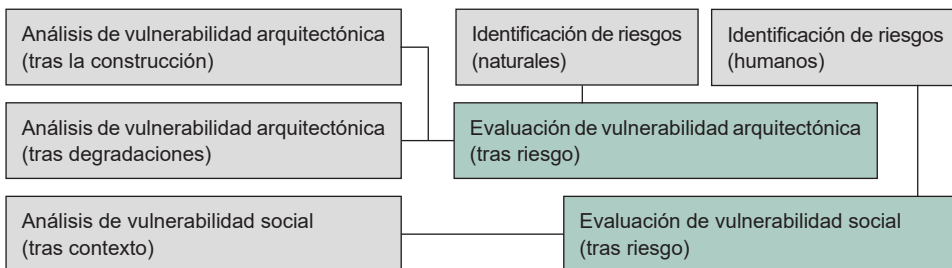 Análisis de vulnerabilidad arquitectónica
(tras la construcción)
Identificación de riesgos
(naturales)
Identificación de riesgos
(humanos)
Análisis de vulnerabilidad arquitectónica
(tras degradaciones)
Evaluación de vulnerabilidad arquitectónica
(tras riesgo)
Análisis de vulnerabilidad social
(tras contexto)
Evaluación de vulnerabilidad social
(tras riesgo)